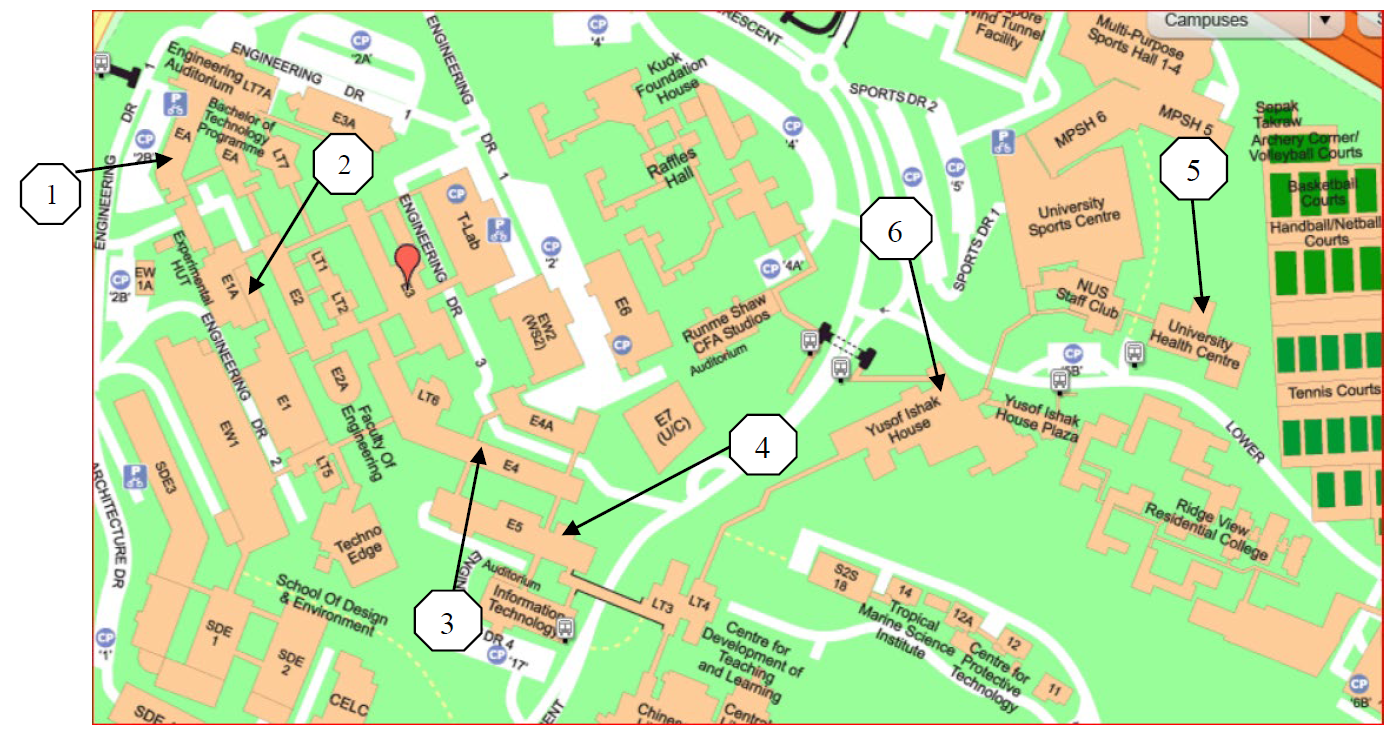 Campuses
CP
'4'
RESCENT
Wind Tunnel
Facility
Multi-Purpose
Sports Hall 1-4
ENGINEERING
DR
1
CP
'2A'
ENGINEERING
DR
1
Engineering
Auditorium
LT7A
Kuok
Foundation
House
SPORTS DR 2
MPSH 6
MPSH 5
Sepak
Takraw
Archery Corner/
Volleyball Courts
ENGINEERING
DR
1
P
CP
'2B'
EA
Bachelor of
Technology
Programme
EA
LT7
E3A
1
2
5
6
CP
'4'
Raffles
Hall
CP
CP
'5'
P
Basketball
Courts
Handball/Netball
Courts
University
Sports Centre
SPORTS DR 1
CP
T-Lab
P
ENGINEERING
DR
3
E3
CP
'2'
CP
'4A'
Experimental
HUT
EW
1A
CP
'2B'
E1A
E2
LT1
LT2
EW2
(WS2)
E6
CP
Runme Shaw
CFA Studios
Auditorium
NUS
Staff Club
University
Health Centre
CP
'5B'
ENGINEERING
DR
2
E2A
E1
EW1
LT6
Faculty Of
Engineering
E4A
E7
(U/C)
Yusof Ishak
House
Yusof Ishak
House Plaza
Tennis Courts
LOWER
4
E4
E5
LT5
Techno
Edge
SDE3
P
ARCHITECTURE DR
Ridge View
Residential College
3
ENGIN
DR 4
Auditorium
Information
Technology
CP
'17'
LT3
LT4
S2S
18
14
12A
12
11
Tropical
Marine Science
Institute
Centre for
Protective
Technology
Centre for
Development of
Teaching
and Learning
School Of Design
& Environment
SDE
1
SDE
2
CELC
CP
'1'
SDE
ENT
CP
'6B'